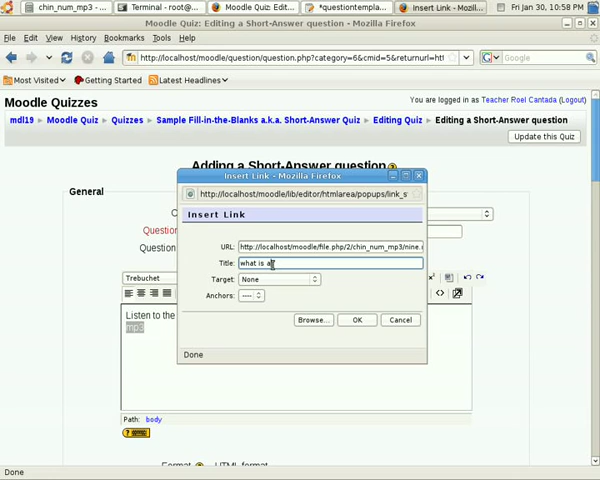 chin_num_mp3
Terminal - root@...
Moodle Quiz: Edit...
*questiontempla...
Insert Link - Mozill...
Fri Jan 30, 10:58 PM
Moodle Quiz: Editing a Short-Answer question - Mozilla Firefox
File Edit View History Bookmarks Tools Help
http://localhost/moodle/question/question.php?category=6&cmid=5&returnurl=ht
Google
Most Visited
Getting Started
Latest Headlines
Moodle Quizzes
You are logged in as Teacher Roel Cantada (Logout)
mdl19 ► Moodle Quiz ► Quizzes ► Sample Fill-in-the-Blanks a.k.a. Short-Answer Quiz ► Editing Quiz ► Editing a Short-Answer question
Update this Quiz
Adding a Short-Answer question
General
Question
Question
Trebuchet
Listen to the
mp3
Path: body
Format HTML format
Insert Link - Mozilla Firefox
http://localhost/moodle/lib/editor/htmlarea/popups/link_s
Insert Link
URL: http://localhost/moodle/file.php/2/chin_num_mp3/nine.
Title: what is a
Target: None
Anchors: ----
Browse... OK Cancel
Done
Done